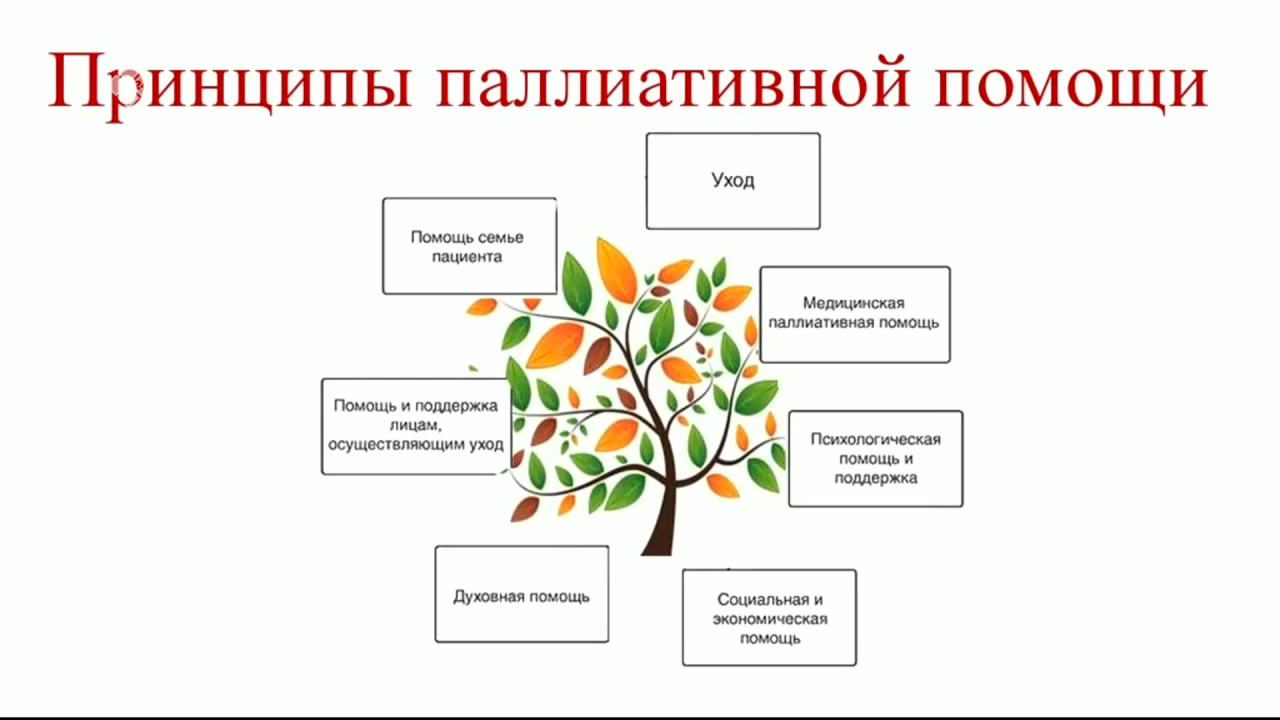 Принципы паллиативной помощи
Уход
Помощь семье
пациента
Медицинская
паллиативная помощь
Помощь и поддержка
лицам,
осуществляющим уход
Психологическая
помощь и
поддержка
Духовная помощь
Социальная и
экономическая
помощь